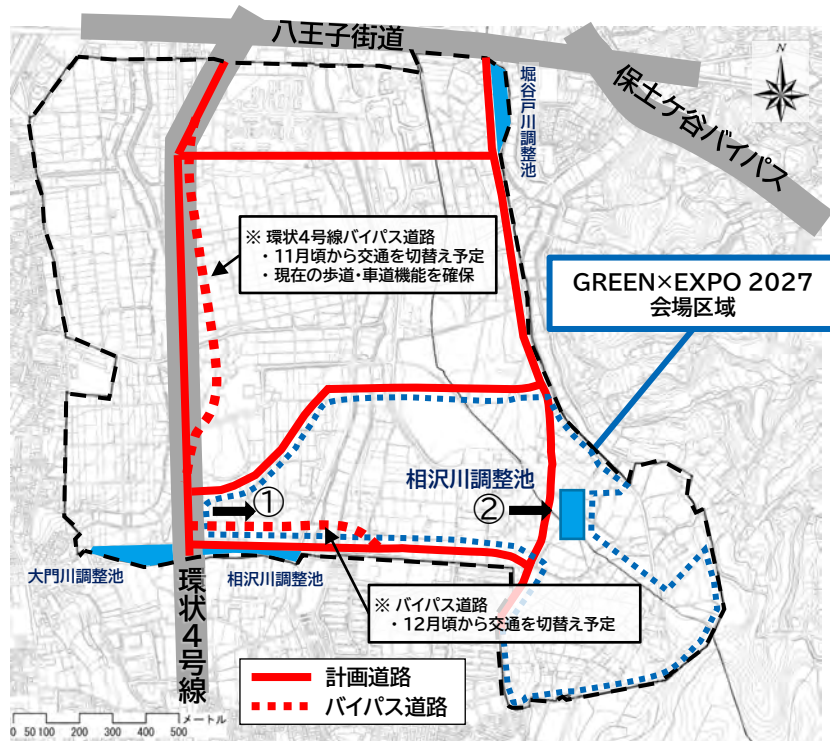 八王子街道
N
保土ケ谷バイパス
堀谷戸川調整池
※ 環状4号線バイパス道路
・ 11月頃から交通を切替え予定
・ 現在の歩道・車道機能を確保
GREEN×EXPO 2027
会場区域
相沢川調整池
①
②
大門川調整池
相沢川調整池
環状4号線
※ バイパス道路
・ 12月頃から交通を切替え予定
計画道路
バイパス道路
メートル
0 50 100 200 300 400 500